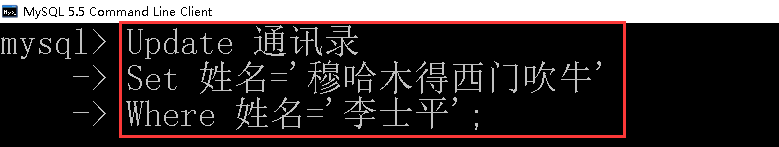 MySQL 5.5 Command Line Client
mysql> Update 通讯录
-> Set 姓名='穆哈木得西门吹牛'
-> Where 姓名='李士平';